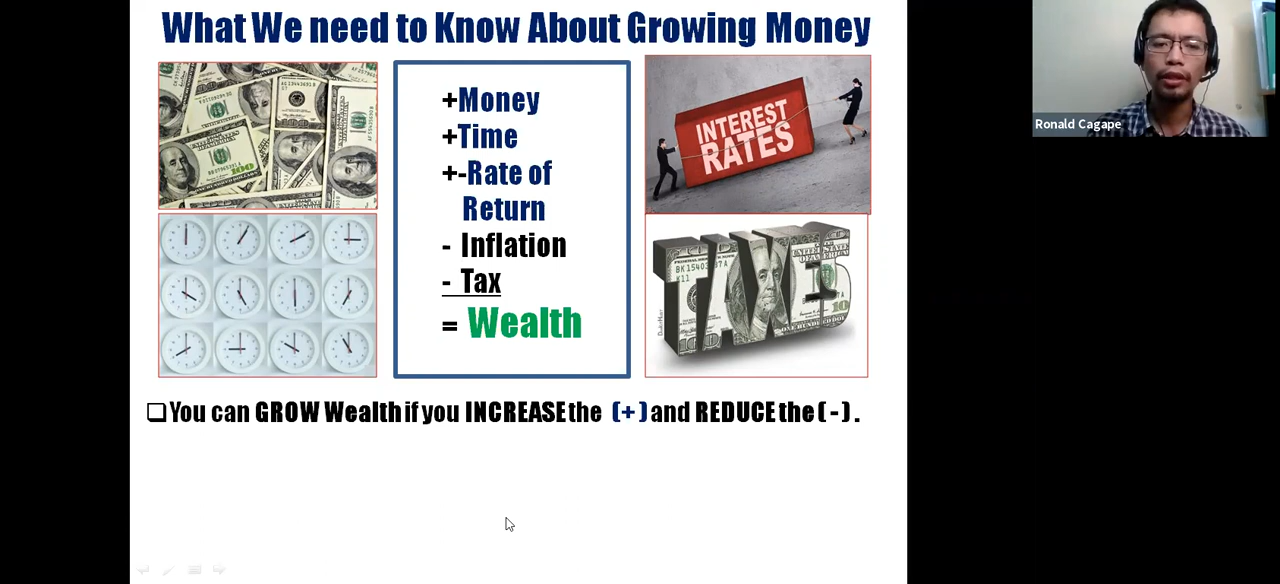 What We need to Know About Growing Money
+Money
+Time
+-Rate of
Return
- Inflation
- Tax
= Wealth
INTEREST
RATES
TAXES
❑You can GROW Wealth if you INCREASE the (+) and REDUCE the (-).
Ronald Cagape